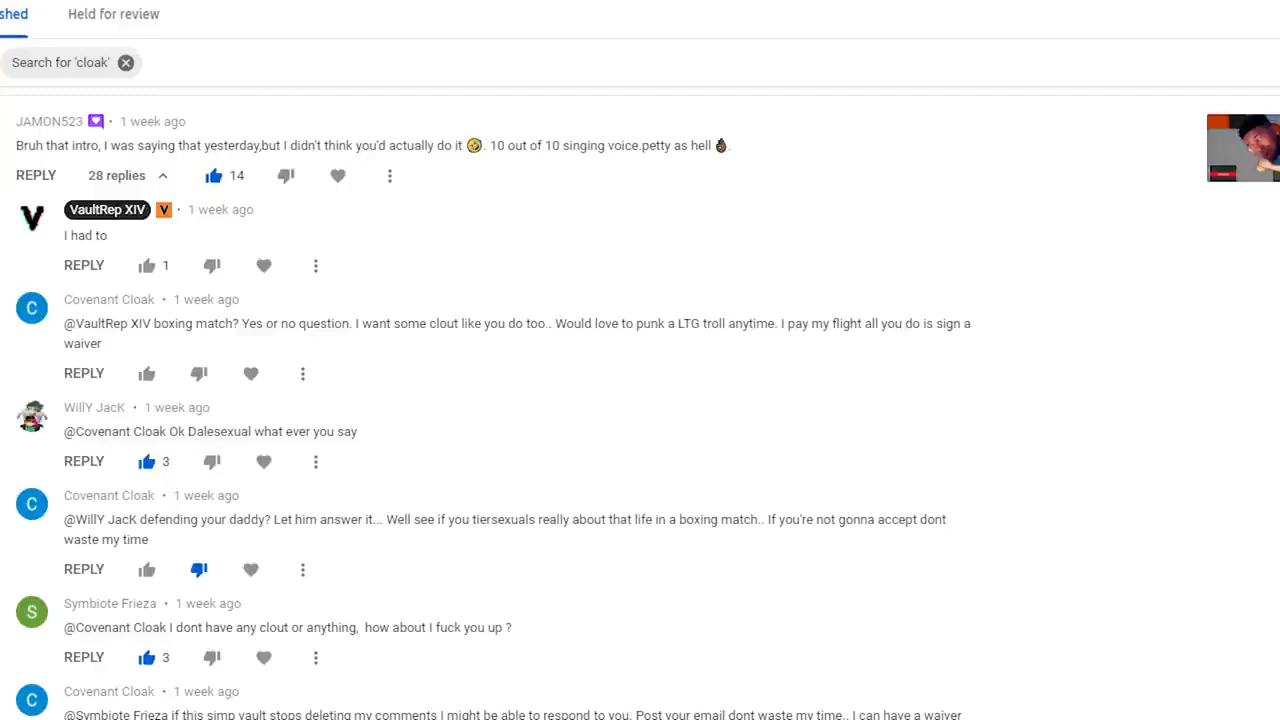 shed Held for review
Search for 'cloak'
JAMON523 • 1 week ago
Bruh that intro, I was saying that yesterday,but I didn't think you'd actually do it 🤣. 10 out of 10 singing voice.petty as hell 👌🏿.
REPLY 28 replies 14
V VaultRep XIV V • 1 week ago
I had to
REPLY 1
C Covenant Cloak • 1 week ago
@VaultRep XIV boxing match? Yes or no question. I want some clout like you do too.. Would love to punk a LTG troll anytime. I pay my flight all you do is sign a
waiver
REPLY
WillY JacK • 1 week ago
@Covenant Cloak Ok Dalesexual what ever you say
REPLY 3
C Covenant Cloak • 1 week ago
@WillY JacK defending your daddy? Let him answer it... Well see if you tiersexuals really about that life in a boxing match.. If you're not gonna accept dont
waste my time
REPLY
S Symbiote Frieza • 1 week ago
@Covenant Cloak I dont have any clout or anything, how about I fuck you up ?
REPLY 3
C Covenant Cloak • 1 week ago
@Symbiote Frieza if this simp vault stops deleting my comments I might be able to respond to you. Post your email dont waste my time.. I can have a waiver